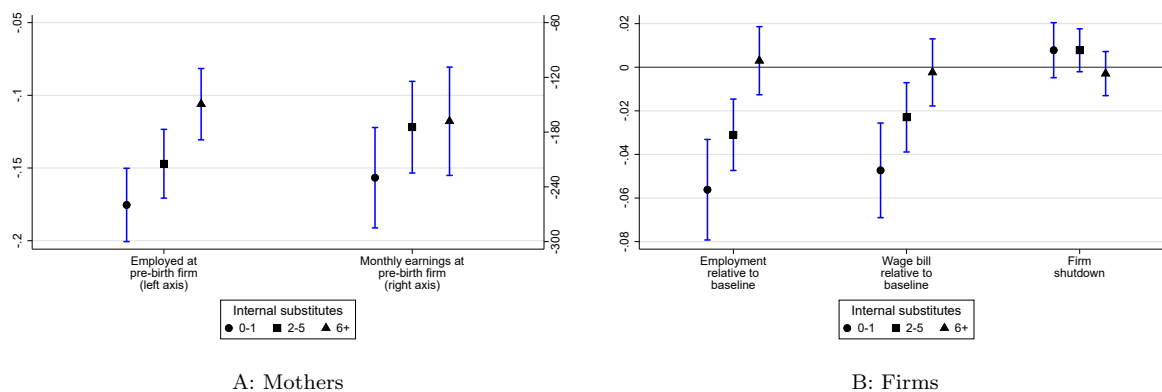 -.05
-.1
-.15
-.2
-60
-120
-180
-240
-300
Employed at
pre-birth firm
(left axis)
Monthly earnings at
pre-birth firm
(right axis)
Internal substitutes
0-1 2-5 6+
A: Mothers
.02
0
-.02
-.04
-.06
-.08
Employment
relative to
baseline
Wage bill
relative to
baseline
Firm
shutdown
Internal substitutes
0-1 2-5 6+
B: Firms